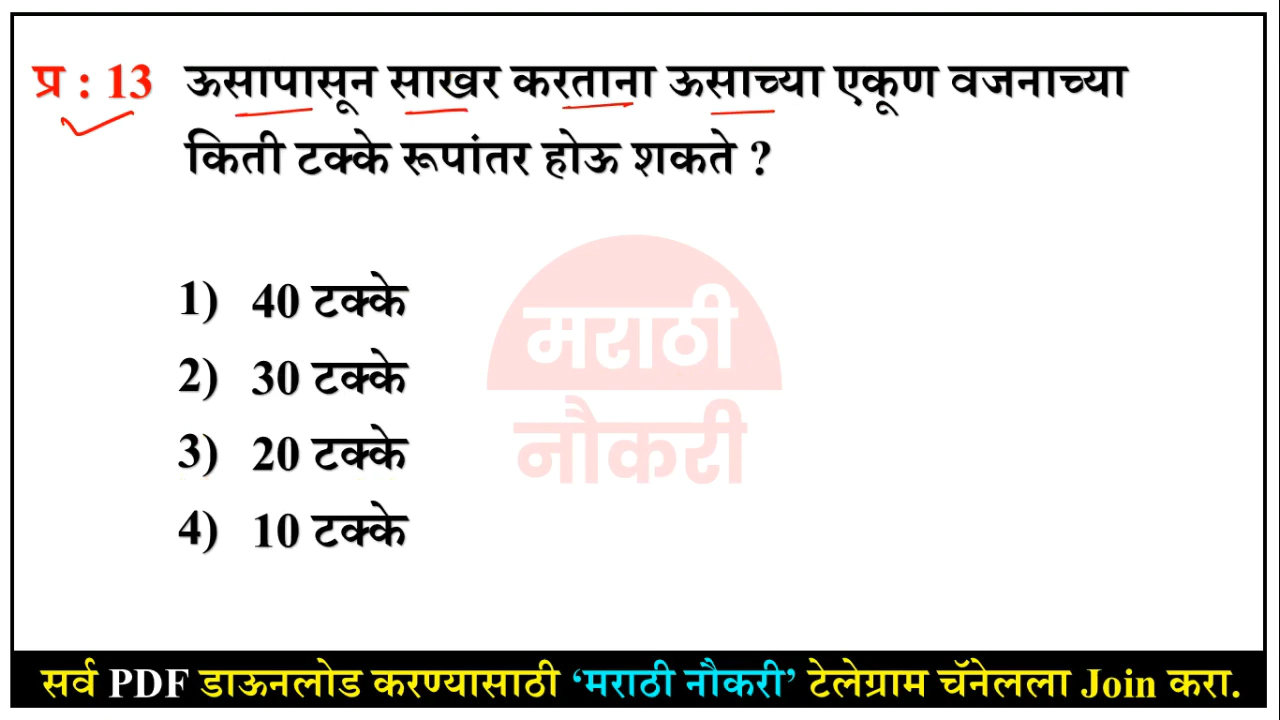 प्र : 13 ऊसापासून साखर करताना ऊसाच्या एकूण वजनाच्या
किती टक्के रूपांतर होऊ शकते ?
1) 40 टक्के
2) 30 टक्के
3) 20 टक्के
4) 10 टक्के
मराठी
नौकरी
सर्व PDF डाऊनलोड करण्यासाठी ‘मराठी नौकरी’ टेलेग्राम चॅनेलला Join करा.